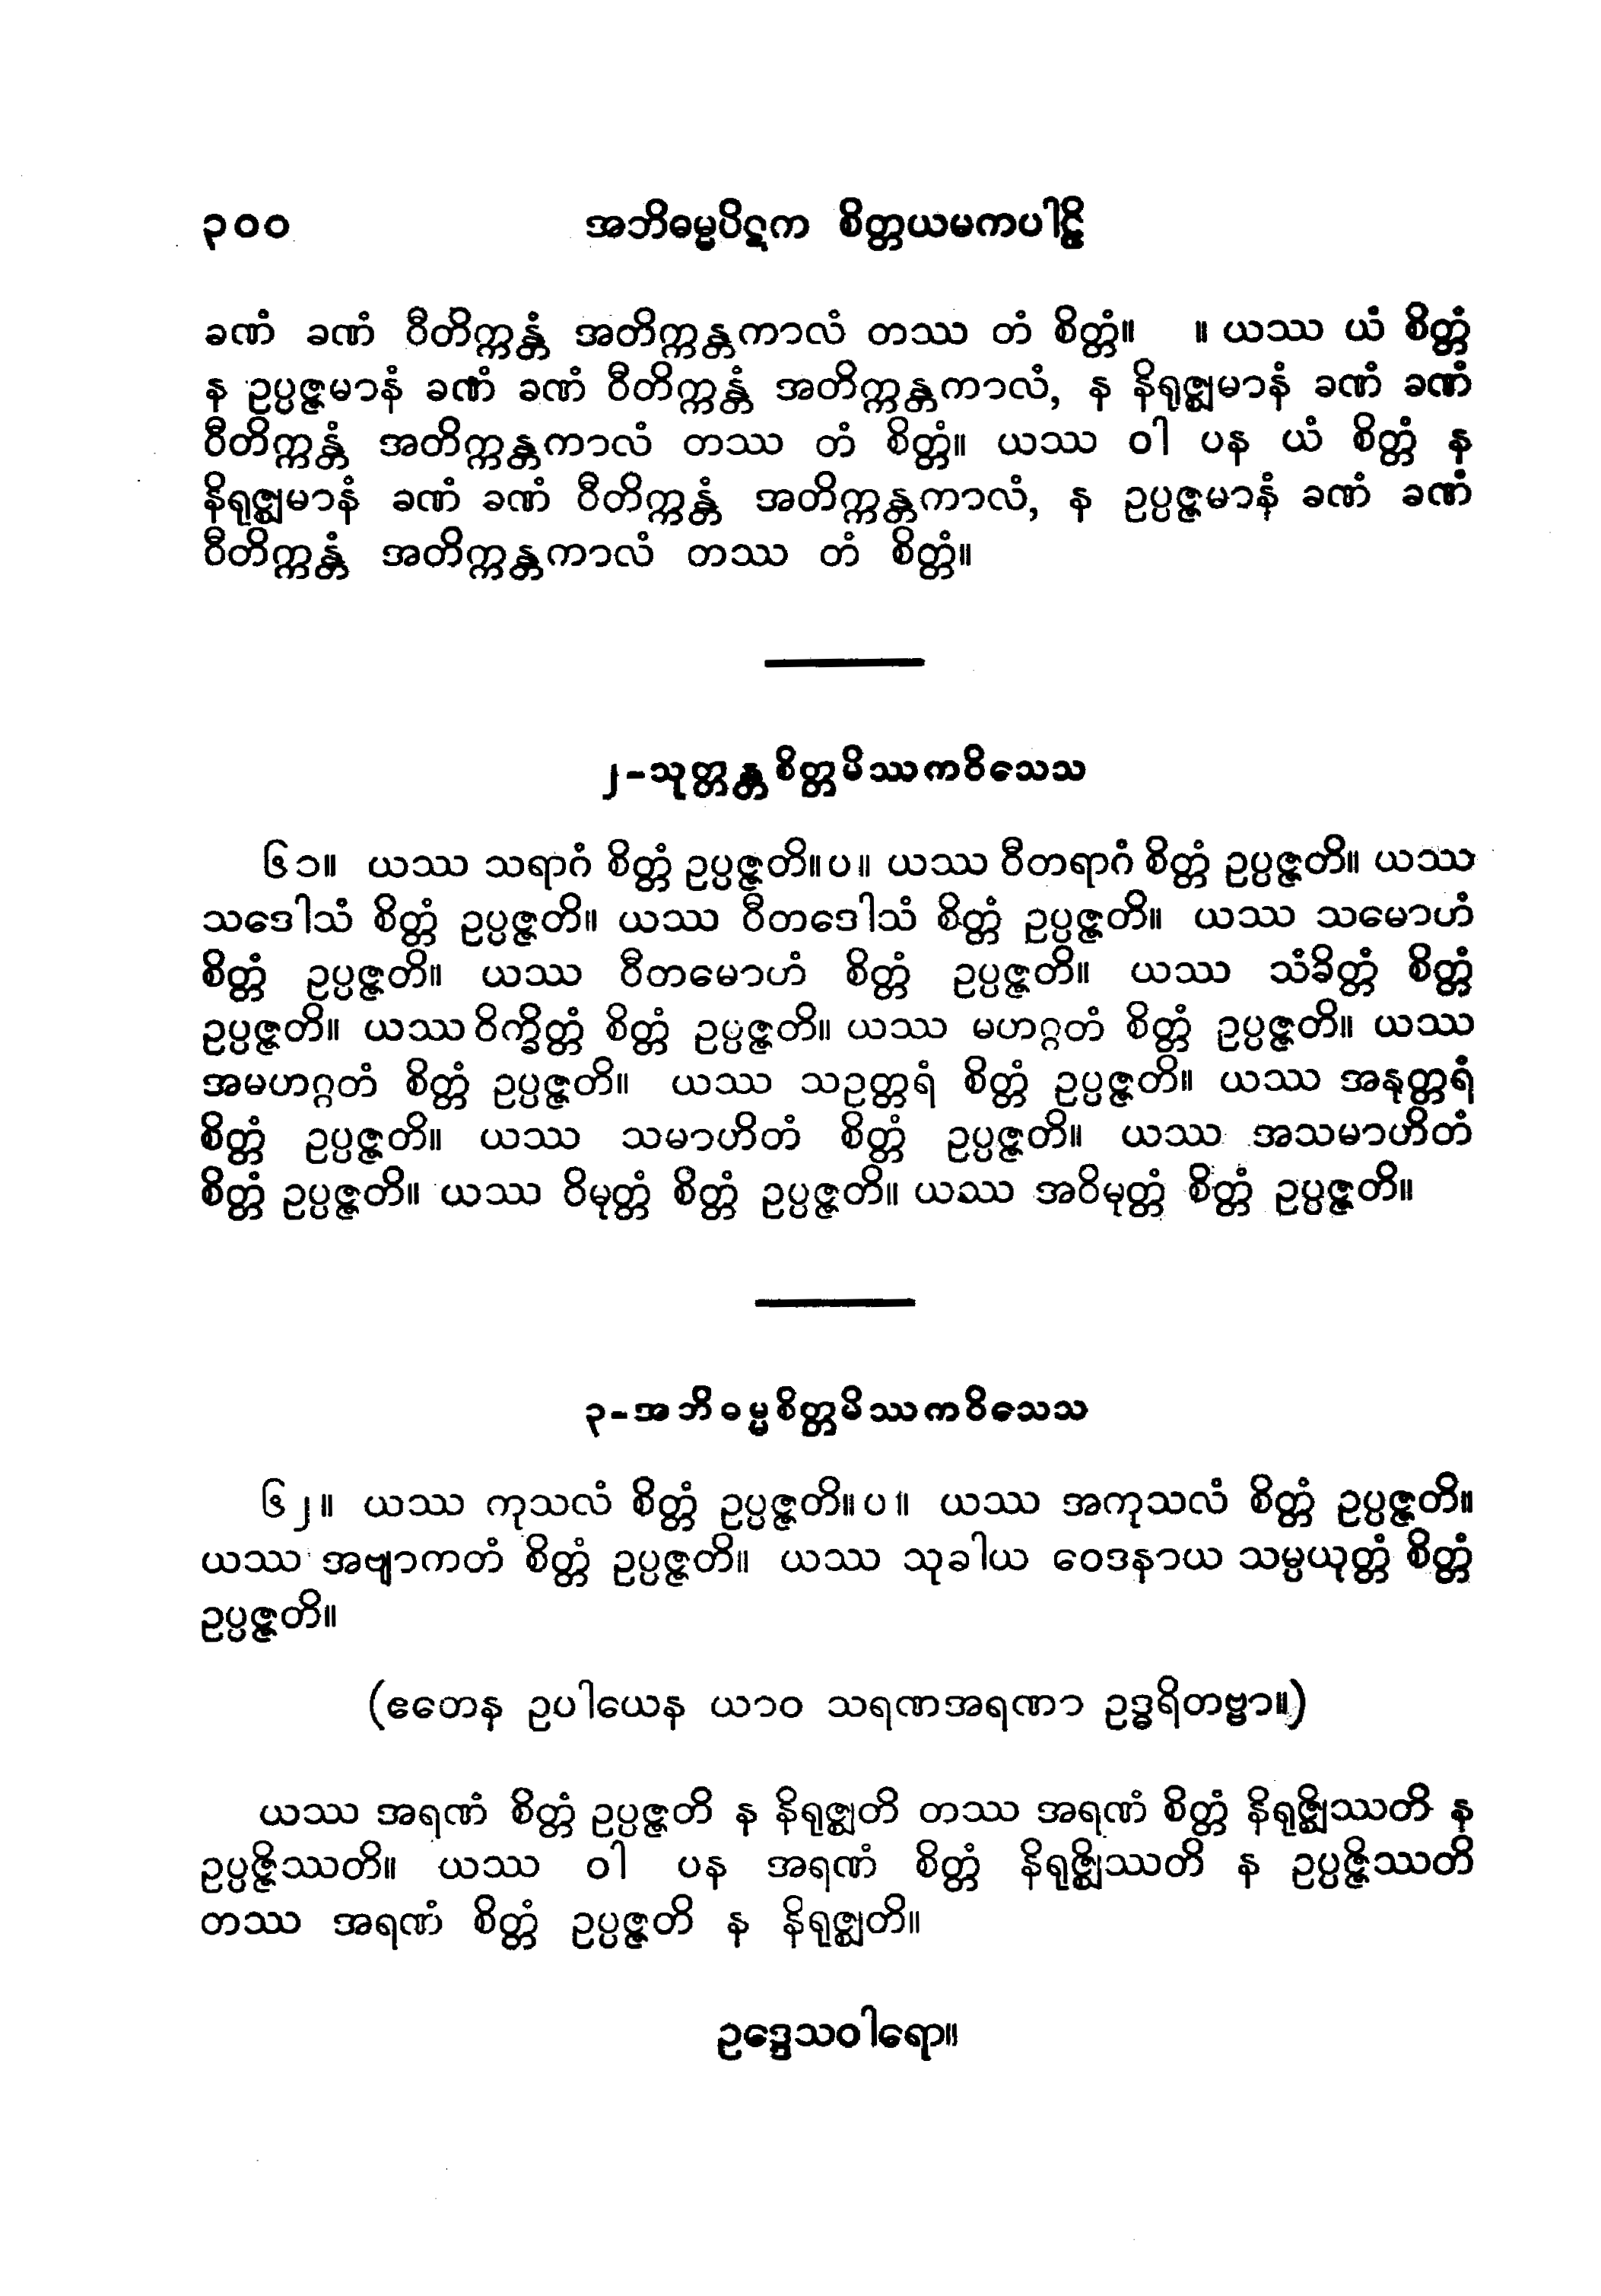 ၃၀၀ အဘိဓမ္မပိဋက စိတ္တယမကပါဠိ
ခဏံ ခဏံ ဝီတိက္ကန္တံ အတိက္ကန္တကာလံ တဿ တံ စိတ္တံ။ ။ ယဿ ယံ စိတ္တံ
န ဥပ္ပဇ္ဇမာနံ ခဏံ ခဏံ ဝီတိက္ကန္တံ အတိက္ကန္တကာလံ, န နိရုဇ္ဈမာနံ ခဏံ ခဏံ
ဝီတိက္ကန္တံ အတိက္ကန္တကာလံ တဿ တံ စိတ္တံ။ ယဿ ဝါ ပန ယံ စိတ္တံ န
နိရုဇ္ဈမာနံ ခဏံ ခဏံ ဝီတိက္ကန္တံ အတိက္ကန္တကာလံ, န ဥပ္ပဇ္ဇမာနံ ခဏံ ခဏံ
ဝီတိက္ကန္တံ အတိက္ကန္တကာလံ တဿ တံ စိတ္တံ။
၂-သုတ္တန္တစိတ္တမိဿကဝိသေသ
၆၁။ ယဿ သရာဂံ စိတ္တံ ဥပ္ပဇ္ဇတိ။ပ။ ယဿ ဝီတရာဂံ စိတ္တံ ဥပ္ပဇ္ဇတိ။ ယဿ
သဒေါသံ စိတ္တံ ဥပ္ပဇ္ဇတိ။ ယဿ ဝီတဒေါသံ စိတ္တံ ဥပ္ပဇ္ဇတိ။ ယဿ သမောဟံ
စိတ္တံ ဥပ္ပဇ္ဇတိ။ ယဿ ဝီတမောဟံ စိတ္တံ ဥပ္ပဇ္ဇတိ။ ယဿ သံခိတ္တံ စိတ္တံ
ဥပ္ပဇ္ဇတိ။ ယဿ ဝိက္ခိတ္တံ စိတ္တံ ဥပ္ပဇ္ဇတိ။ ယဿ မဟဂ္ဂတံ စိတ္တံ ဥပ္ပဇ္ဇတိ။ ယဿ
အမဟဂ္ဂတံ စိတ္တံ ဥပ္ပဇ္ဇတိ။ ယဿ သဥတ္တရံ စိတ္တံ ဥပ္ပဇ္ဇတိ။ ယဿ အနုတ္တရံ
စိတ္တံ ဥပ္ပဇ္ဇတိ။ ယဿ သမာဟိတံ စိတ္တံ ဥပ္ပဇ္ဇတိ။ ယဿ အသမာဟိတံ
စိတ္တံ ဥပ္ပဇ္ဇတိ။ ယဿ ဝိမုတ္တံ စိတ္တံ ဥပ္ပဇ္ဇတိ။ ယဿ အဝိမုတ္တံ စိတ္တံ ဥပ္ပဇ္ဇတိ။
၃-အဘိဓမ္မစိတ္တမိဿကဝိသေသ
၆၂။ ယဿ ကုသလံ စိတ္တံ ဥပ္ပဇ္ဇတိ။ပ။ ယဿ အကုသလံ စိတ္တံ ဥပ္ပဇ္ဇတိ။
ယဿ အဗျာကတံ စိတ္တံ ဥပ္ပဇ္ဇတိ။ ယဿ သုခါယ ဝေဒနာယ သမ္ပယုတ္တံ စိတ္တံ
ဥပ္ပဇ္ဇတိ။
(ဧတေန ဥပါယေန ယာဝ သရဏအရဏာ ဥဒ္ဓရိတဗ္ဗာ။)
ယဿ အရဏံ စိတ္တံ ဥပ္ပဇ္ဇတိ န နိရုဇ္ဈတိ တဿ အရဏံ စိတ္တံ နိရုဇ္ဈိဿတိ န
ဥပ္ပဇ္ဇိဿတိ။ ယဿ ဝါ ပန အရဏံ စိတ္တံ နိရုဇ္ဈိဿတိ န ဥပ္ပဇ္ဇိဿတိ
တဿ အရဏံ စိတ္တံ ဥပ္ပဇ္ဇတိ န နိရုဇ္ဈတိ။
ဥဒ္ဒေသဝါရော။